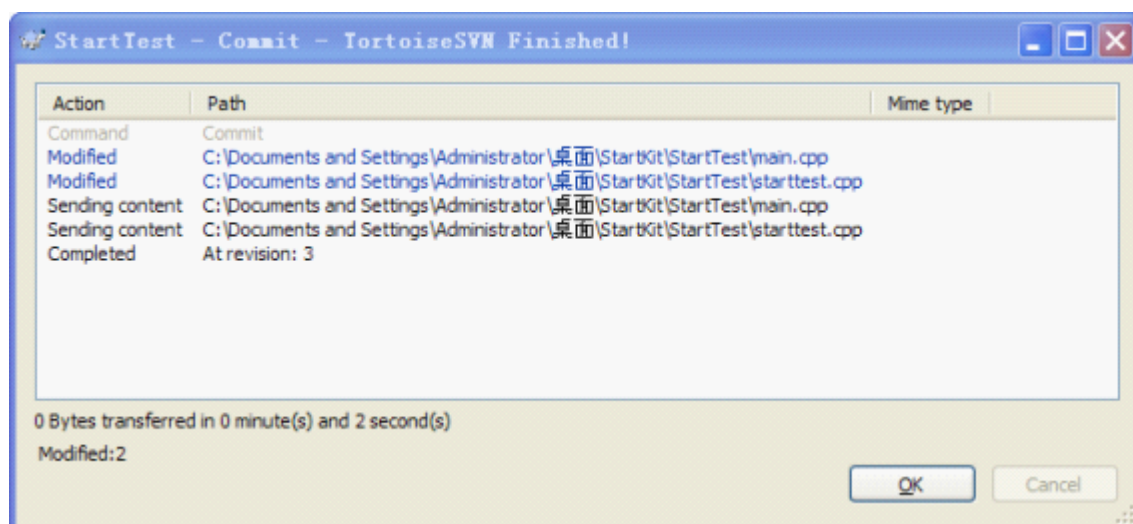 StartTest - Commit - TortoiseSVN Finished!
Action Path Mime type
Command Commit
Modified C:\Documents and Settings\Administrator\桌面\StartKit\StartTest\main.cpp
Modified C:\Documents and Settings\Administrator\桌面\StartKit\StartTest\starttest.cpp
Sending content C:\Documents and Settings\Administrator\桌面\StartKit\StartTest\main.cpp
Sending content C:\Documents and Settings\Administrator\桌面\StartKit\StartTest\starttest.cpp
Completed At revision: 3
0 Bytes transferred in 0 minute(s) and 2 second(s)
Modified:2
OK Cancel